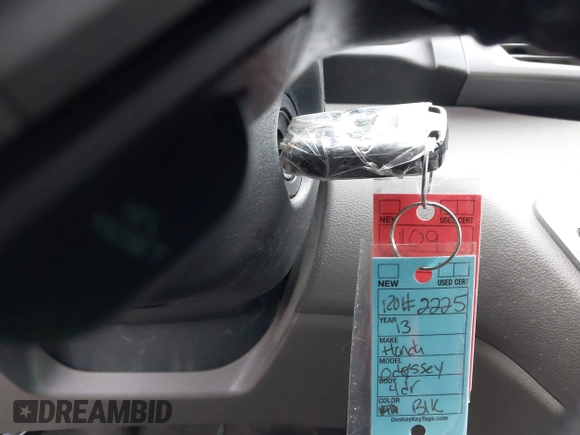 NEW USED CERT
109
NEW USED CERT
120# 2225
YEAR 13
MAKE Honda
MODEL Odyssey
BODY 4dr
COLOR Blk
DonkeyKeyTags.com
DREAMBID